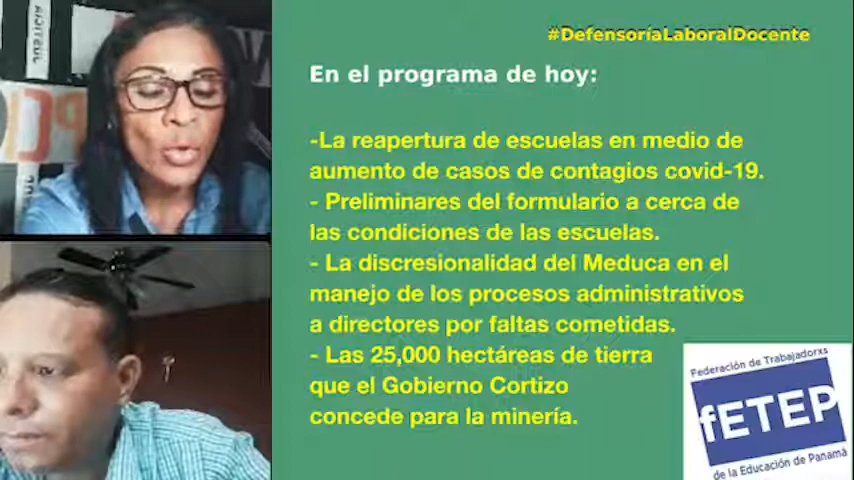 #DefensoríaLaboralDocente
En el programa de hoy:
-La reapertura de escuelas en medio de
aumento de casos de contagios covid-19.
- Preliminares del formulario a cerca de
las condiciones de las escuelas.
- La discresionalidad del Meduca en el
manejo de los procesos administrativos
a directores por faltas cometidas.
- Las 25,000 hectáreas de tierra
que el Gobierno Cortizo
concede para la minería.
Federación de Trabajadorxs
fETEP
de la Educación de Panamá